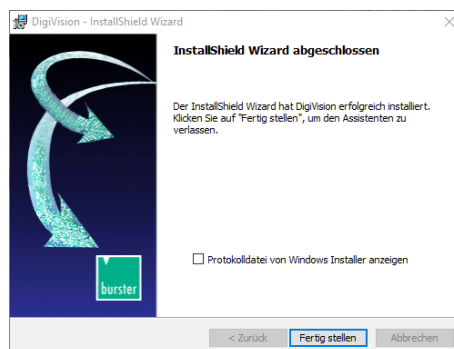 DigiVision - InstallShield Wizard
InstallShield Wizard abgeschlossen
Der InstallShield Wizard hat DigiVision erfolgreich installiert.
Klicken Sie auf "Fertig stellen", um den Assistenten zu
verlassen.
Protokolldatei von Windows Installer anzeigen
burster
< Zurück
Fertig stellen
Abbrechen